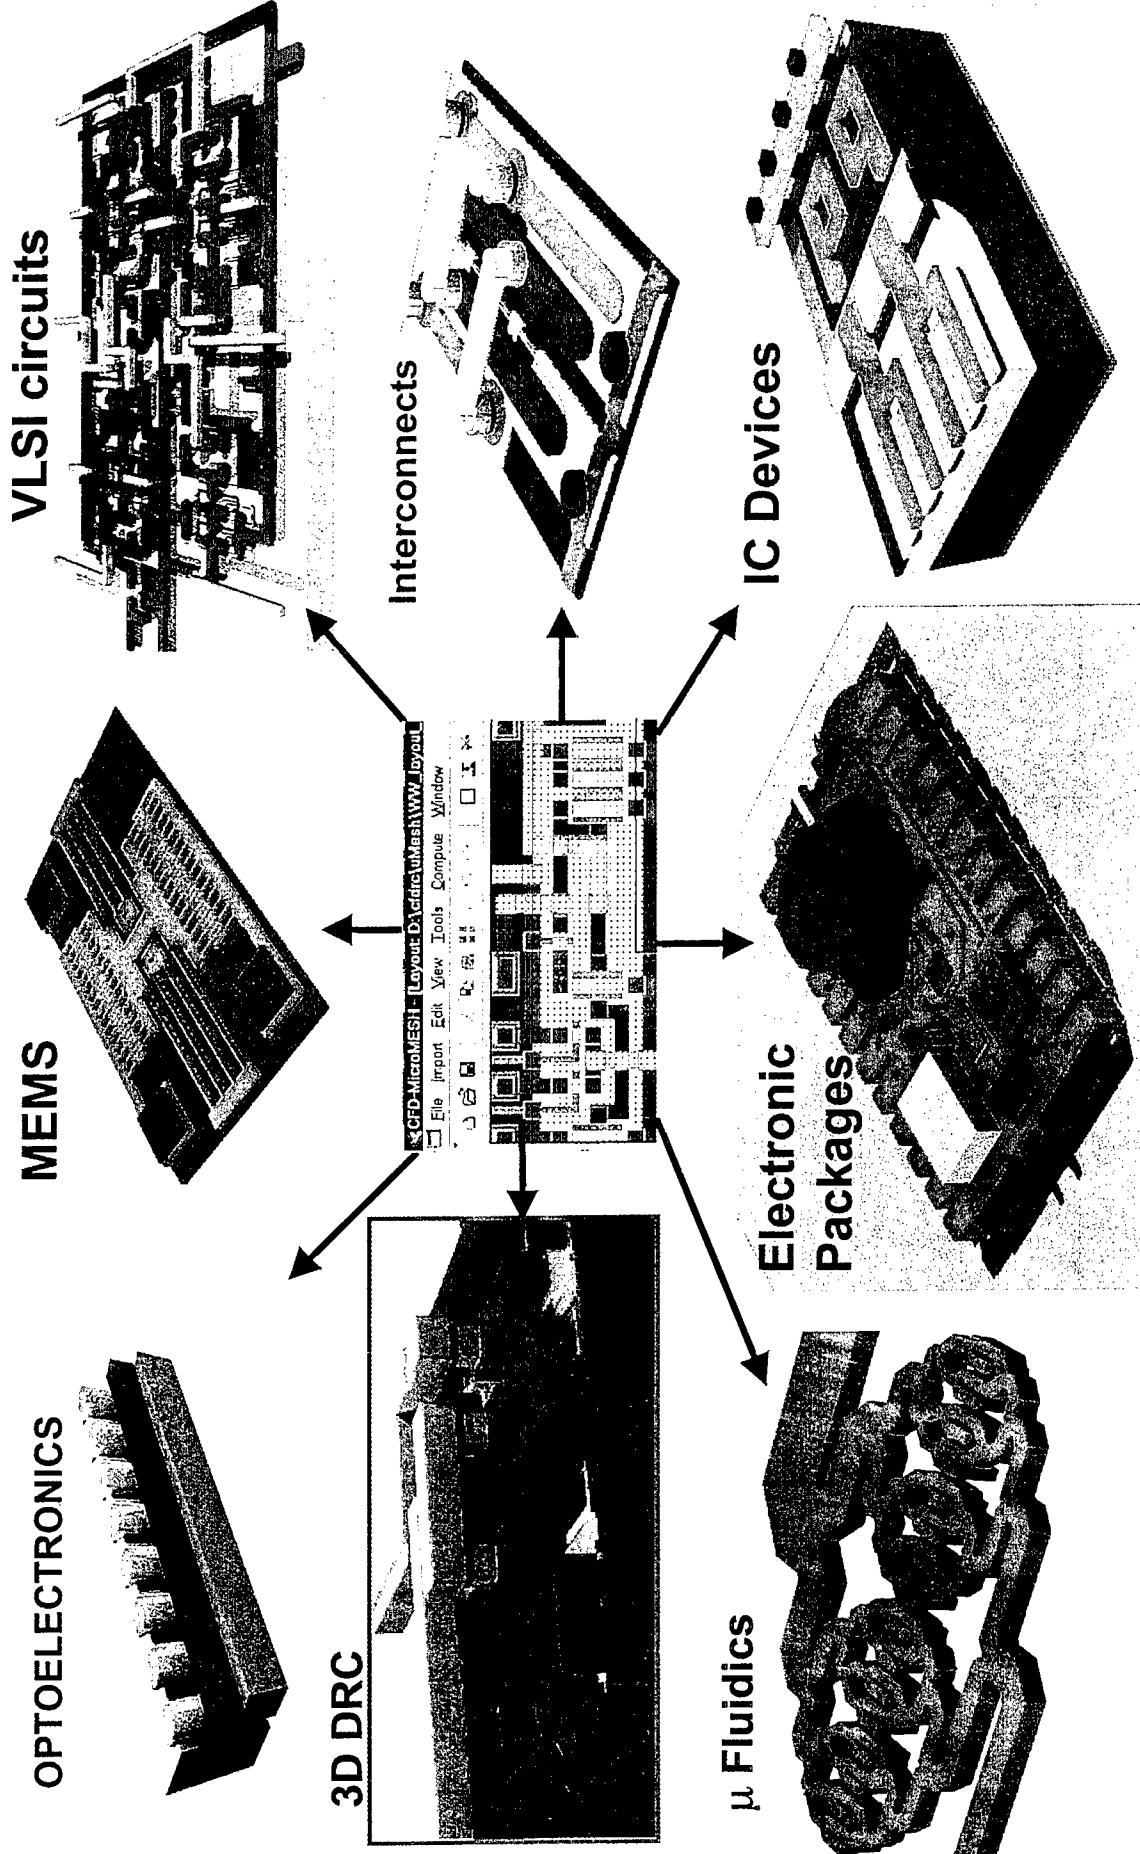 OPTOELECTRONICS
MEMS
VLSI circuits
3D DRC
CFD-MicroMESH - [Layout D:\cfdrc\uMesh\WW_layout
File Import Edit View Tools Compute Window
Interconnects
μ Fluidics
Electronic
Packages
IC Devices